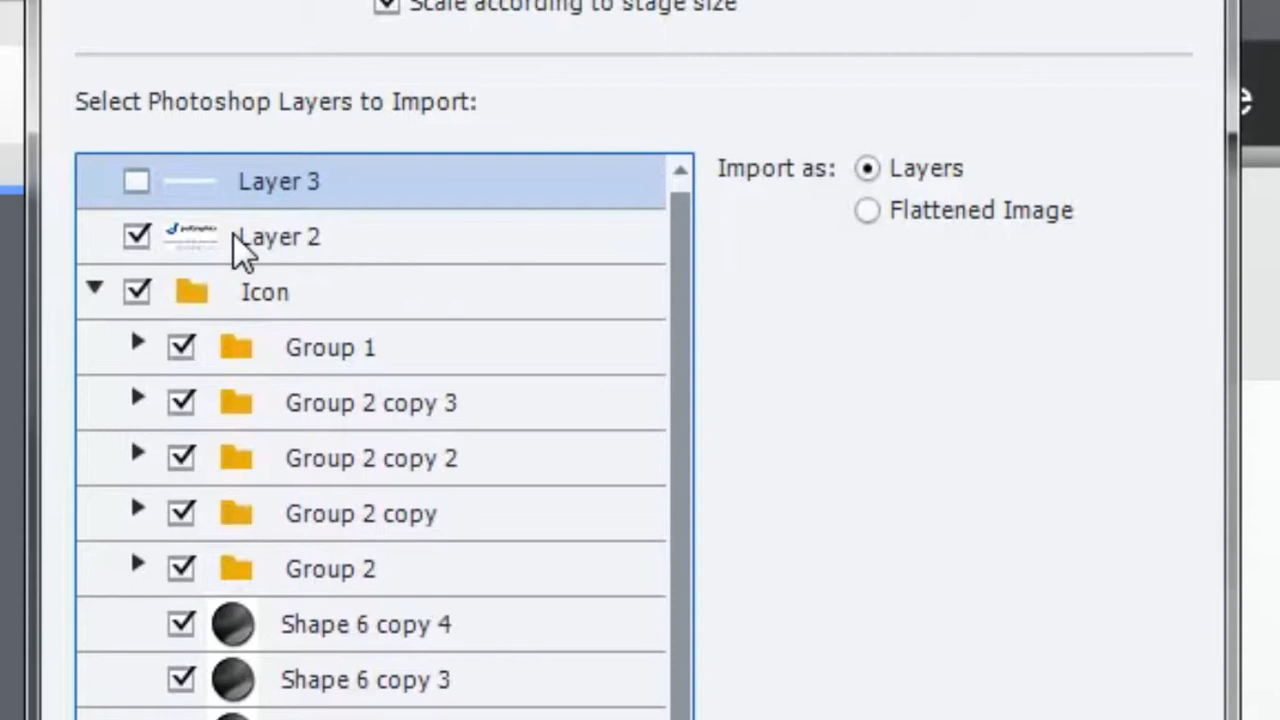 Scale according to stage size
Select Photoshop Layers to Import:
Layer 3
Import as:
Layers
Layer 2
Flattened Image
Icon
Group 1
Group 2 copy 3
Group 2 copy 2
Group 2 copy
Group 2
Shape 6 copy 4
Shape 6 copy 3
e